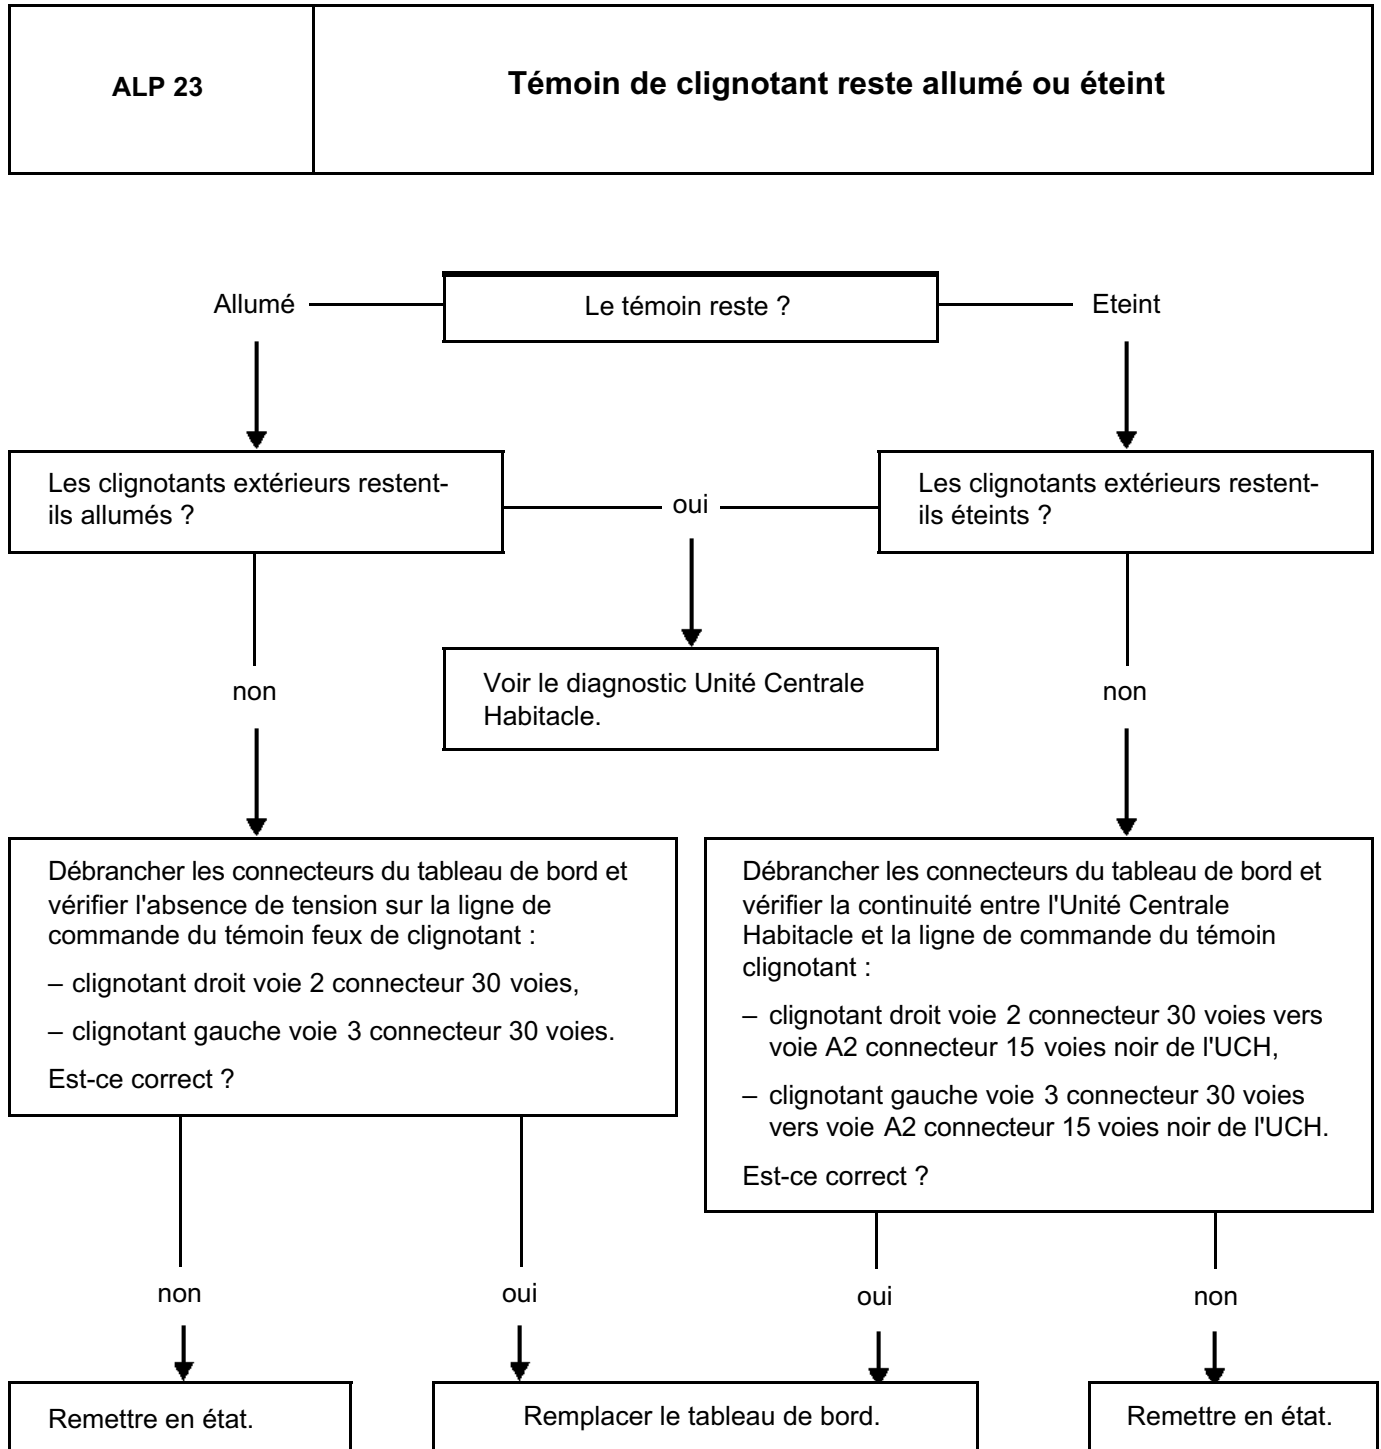 ALP 23
Témoin de clignotant reste allumé ou éteint
Allumé
Le témoin reste ?
Eteint
Les clignotants extérieurs restent-
ils allumés ?
oui
Les clignotants extérieurs restent-
ils éteints ?
non
Voir le diagnostic Unité Centrale
Habitacle.
non
Débrancher les connecteurs du tableau de bord et
vérifier l'absence de tension sur la ligne de
commande du témoin feux de clignotant :
– clignotant droit voie 2 connecteur 30 voies,
– clignotant gauche voie 3 connecteur 30 voies.
Est-ce correct ?
Débrancher les connecteurs du tableau de bord et
vérifier la continuité entre l'Unité Centrale
Habitacle et la ligne de commande du témoin
clignotant :
– clignotant droit voie 2 connecteur 30 voies vers
voie A2 connecteur 15 voies noir de l'UCH,
– clignotant gauche voie 3 connecteur 30 voies
vers voie A2 connecteur 15 voies noir de l'UCH.
Est-ce correct ?
non
oui
oui
non
Remettre en état.
Remplacer le tableau de bord.
Remettre en état.